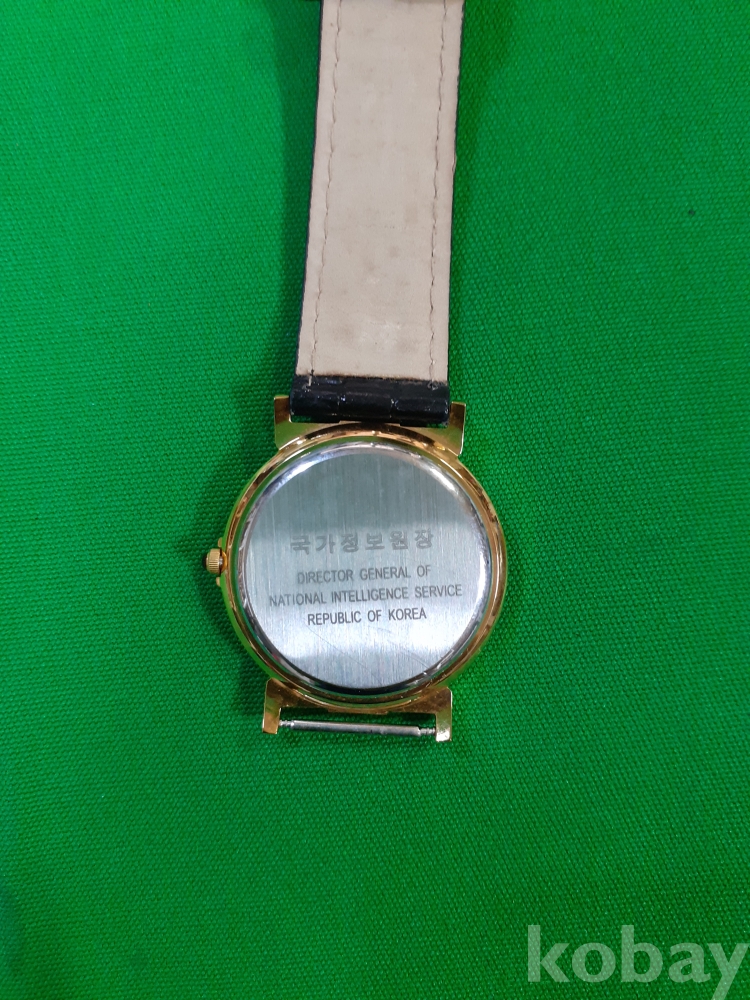 국가정보원장
DIRECTOR GENERAL OF
NATIONAL INTELLIGENCE SERVICE
REPUBLIC OF KOREA
kobay